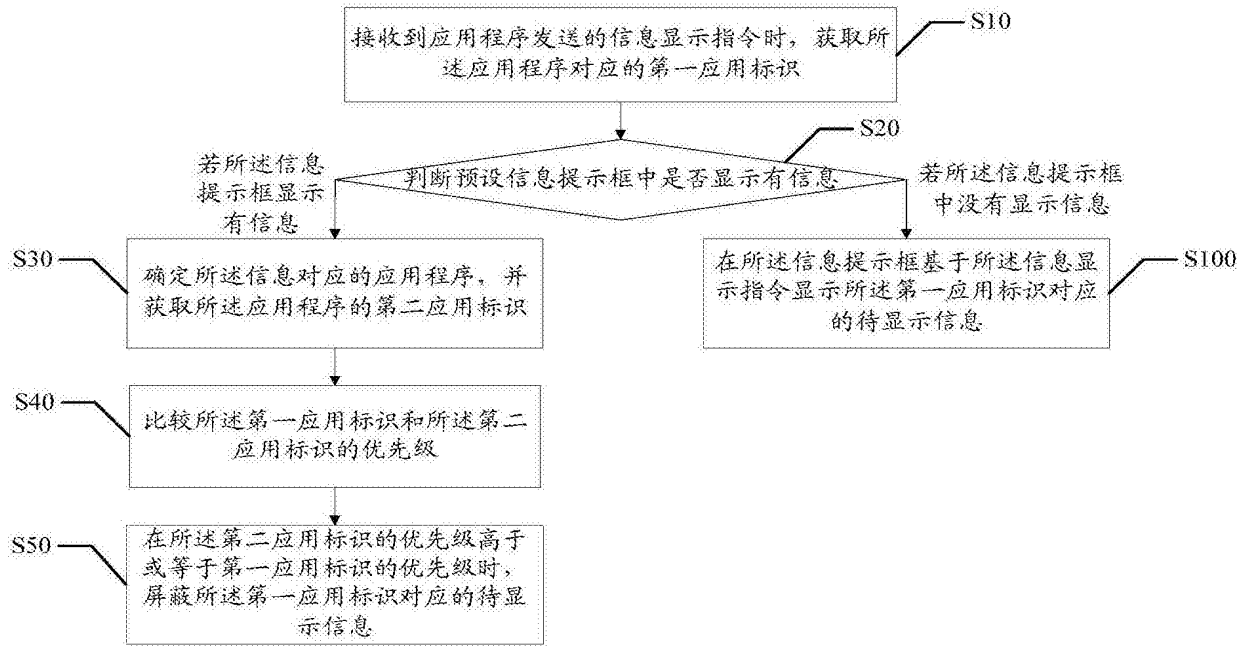 接收到应用程序发送的信息显示指令时，获取所
述应用程序对应的第一应用标识
S10
S20
判断预设信息提示框中是否显示有信息
若所述信息
提示框显示
有信息
若所述信息提示框
中没有显示信息
S30
确定所述信息对应的应用程序，并
获取所述应用程序的第二应用标识
在所述信息提示框基于所述信息显
示指令显示所述第一应用标识对应
的待显示信息
S100
S40
比较所述第一应用标识和所述第二
应用标识的优先级
S50
在所述第二应用标识的优先级高于
或等于第一应用标识的优先级时，
屏蔽所述第一应用标识对应的待显
示信息